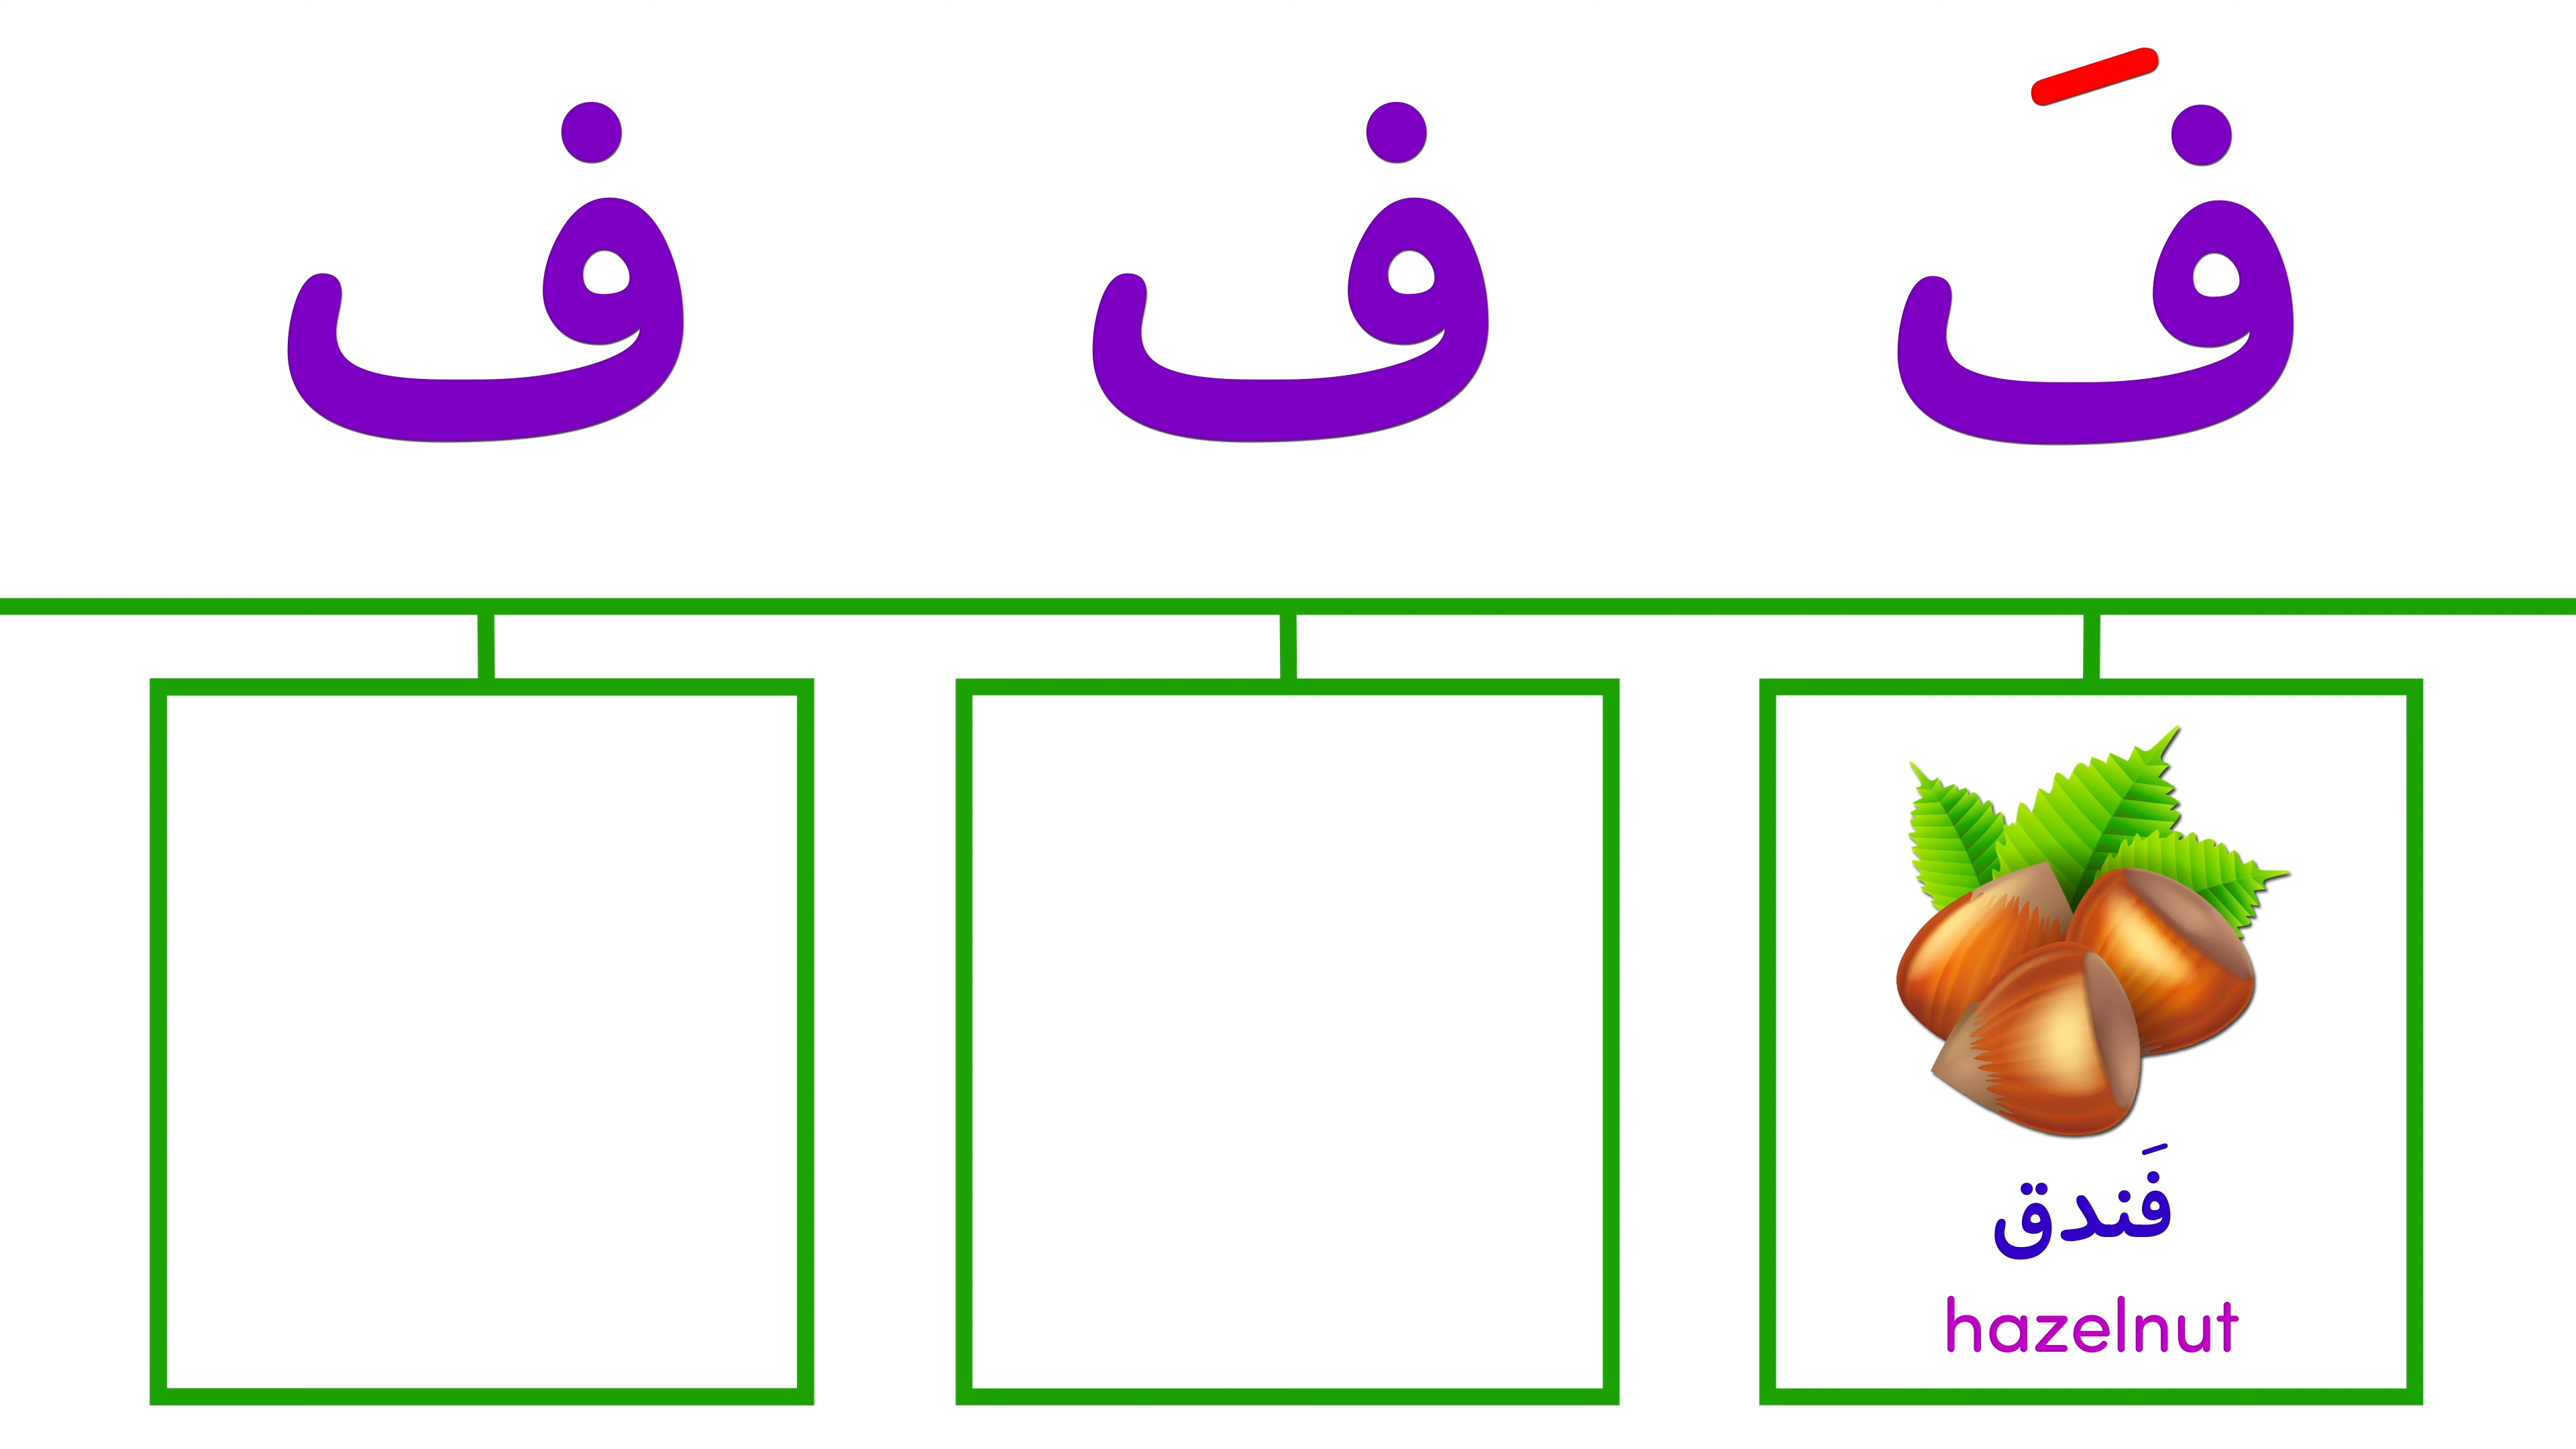 فَ ف ف
فَندق
hazelnut